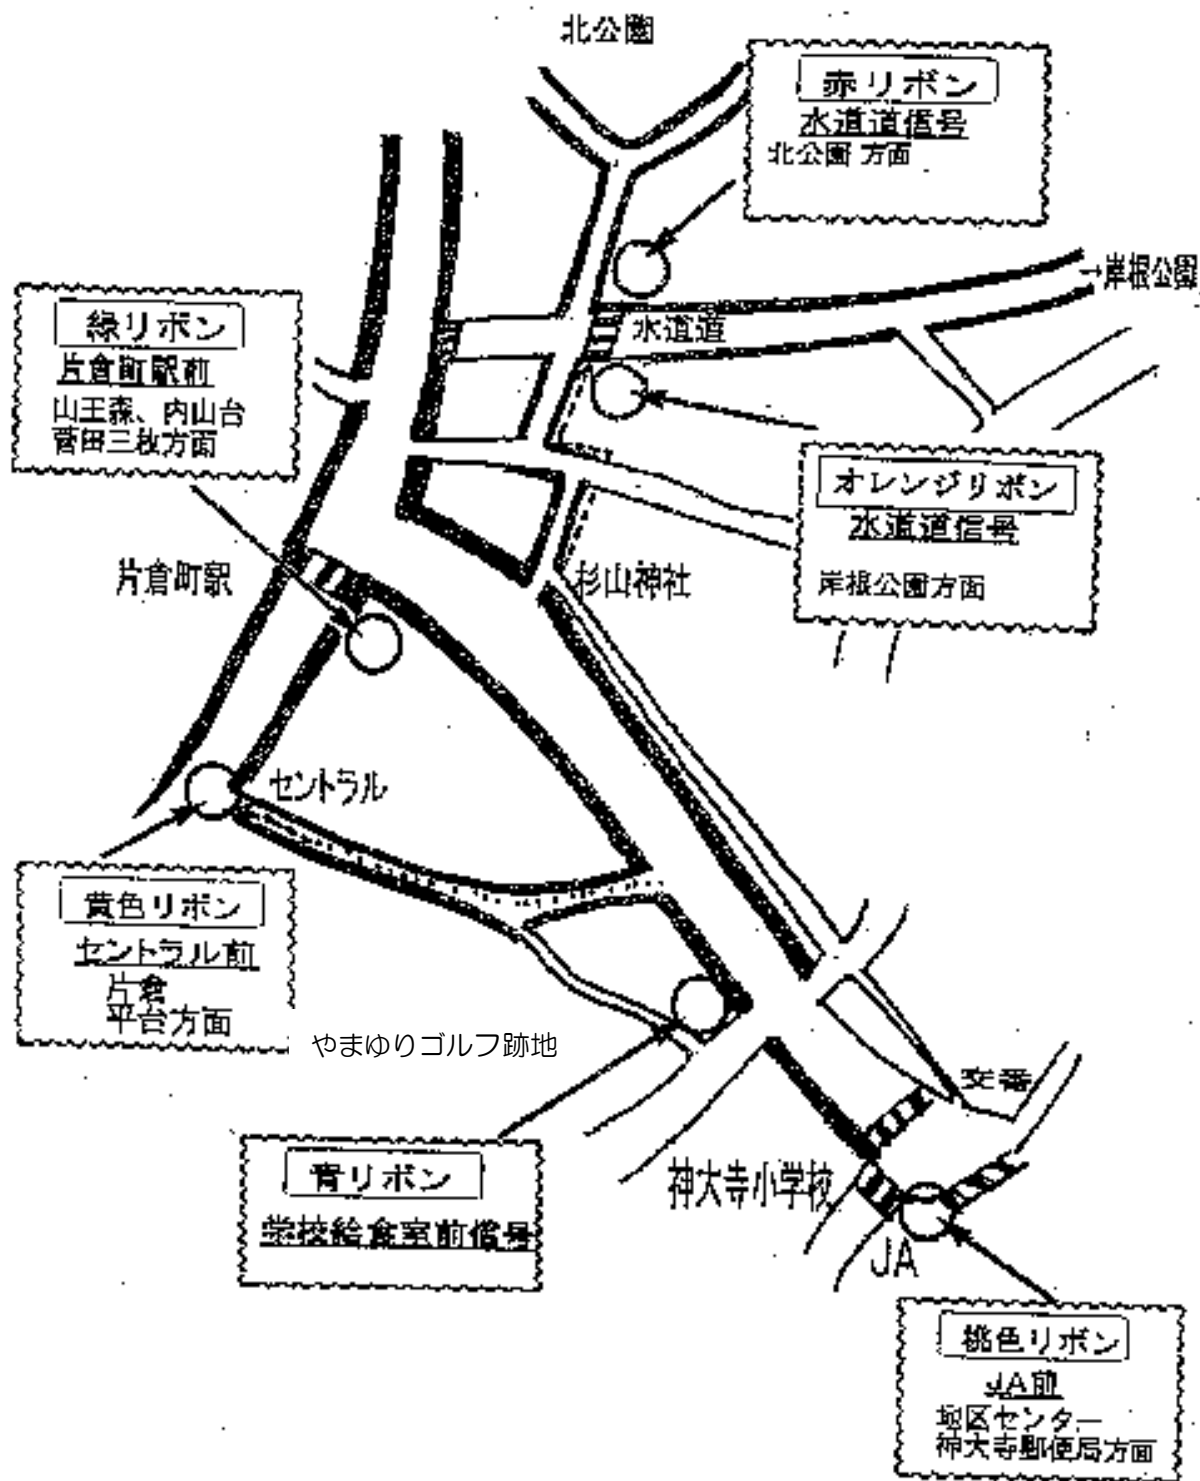 北公園
赤リボン
水道道信号
北公園 方面
→岸根公園
水道道
緑リボン
片倉町駅前
山王森、内山台
菅田三枚方面
オレンジリボン
水道道信号
岸根公園方面
片倉町駅
杉山神社
セントラル
黄色リボン
セントラル前
片倉
平台方面
やまゆりゴルフ跡地
交番
青リボン
学校給食室前信号
神大寺小学校
JA
桃色リボン
JA前
地区センター
神大寺郵便局方面